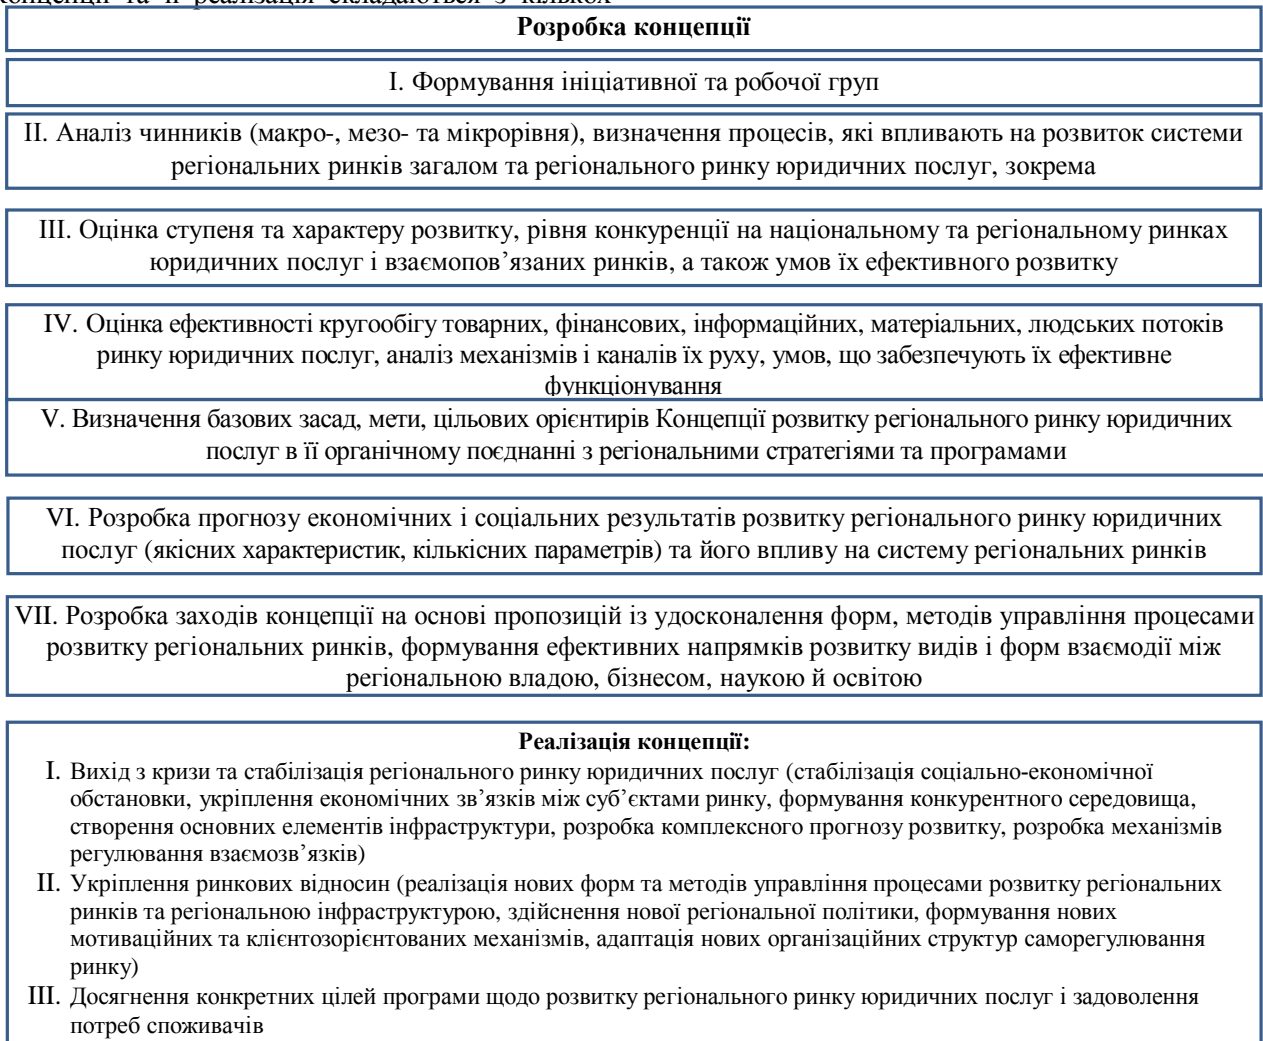 та її реалізація складаються з кількох
Розробка концепції
I. Формування ініціативної та робочої груп
II. Аналіз чинників (макро-, мезо- та мікрорівня), визначення процесів, які впливають на розвиток системи
регіональних ринків загалом та регіонального ринку юридичних послуг, зокрема
III. Оцінка ступеня та характеру розвитку, рівня конкуренції на національному та регіональному ринках
юридичних послуг і взаємопов’язаних ринків, а також умов їх ефективного розвитку
IV. Оцінка ефективності кругообігу товарних, фінансових, інформаційних, матеріальних, людських потоків
ринку юридичних послуг, аналіз механізмів і каналів їх руху, умов, що забезпечують їх ефективне
функціонування
V. Визначення базових засад, мети, цільових орієнтирів Концепції розвитку регіонального ринку юридичних
послуг в її органічному поєднанні з регіональними стратегіями та програмами
VI. Розробка прогнозу економічних і соціальних результатів розвитку регіонального ринку юридичних
послуг (якісних характеристик, кількісних параметрів) та його впливу на систему регіональних ринків
VII. Розробка заходів концепції на основі пропозицій із удосконалення форм, методів управління процесами
розвитку регіональних ринків, формування ефективних напрямків розвитку видів і форм взаємодії між
регіональною владою, бізнесом, наукою й освітою
Реалізація концепції:
I. Вихід з кризи та стабілізація регіонального ринку юридичних послуг (стабілізація соціально-економічної
обстановки, укріплення економічних зв’язків між суб’єктами ринку, формування конкурентного середовища,
створення основних елементів інфраструктури, розробка комплексного прогнозу розвитку, розробка механізмів
регулювання взаємозв’язків)
II. Укріплення ринкових відносин (реалізація нових форм та методів управління процесами розвитку регіональних
ринків та регіональною інфраструктурою, здійснення нової регіональної політики, формування нових
мотиваційних та клієнтозорієнтованих механізмів, адаптація нових організаційних структур саморегулювання
ринку)
III. Досягнення конкретних цілей програми щодо розвитку регіонального ринку юридичних послуг і задоволення
потреб споживачів